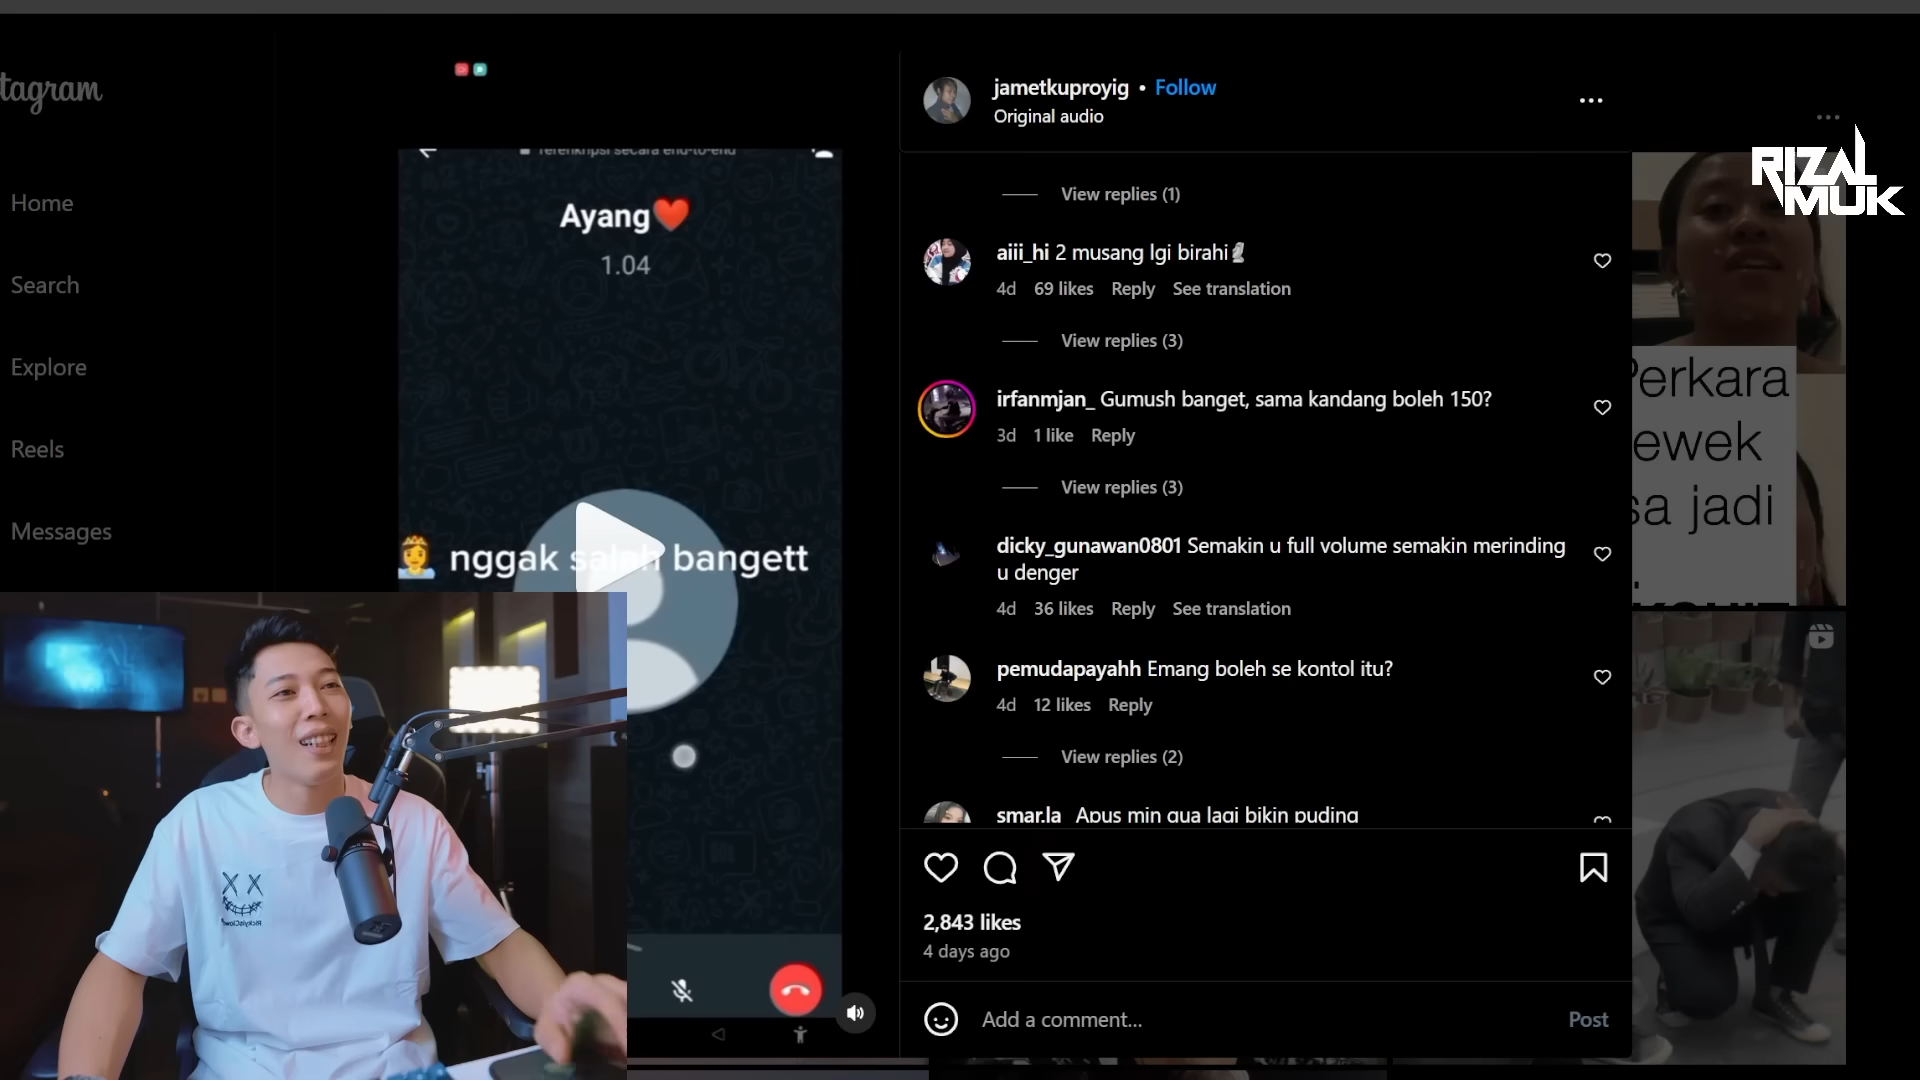 tagram
Home
Search
Explore
Reels
Messages
Terenkripsi secara end-to-end
Ayang❤️
1.04
👸 nggak salah bangett
jametkuproyig • Follow
Original audio
View replies (1)
aiii_hi 2 musang lgi birahi🗿
4d 69 likes Reply See translation
View replies (3)
irfanmjan_ Gumush banget, sama kandang boleh 150?
3d 1 like Reply
View replies (3)
dicky_gunawan0801 Semakin u full volume semakin merinding
u denger
4d 36 likes Reply See translation
pemudapayahh Emang boleh se kontol itu?
4d 12 likes Reply
View replies (2)
smar.la Apus min gua lagi bikin puding
2,843 likes
4 days ago
Add a comment...
Post
RIZAL
MUK
Perkara
ewek
sa jadi